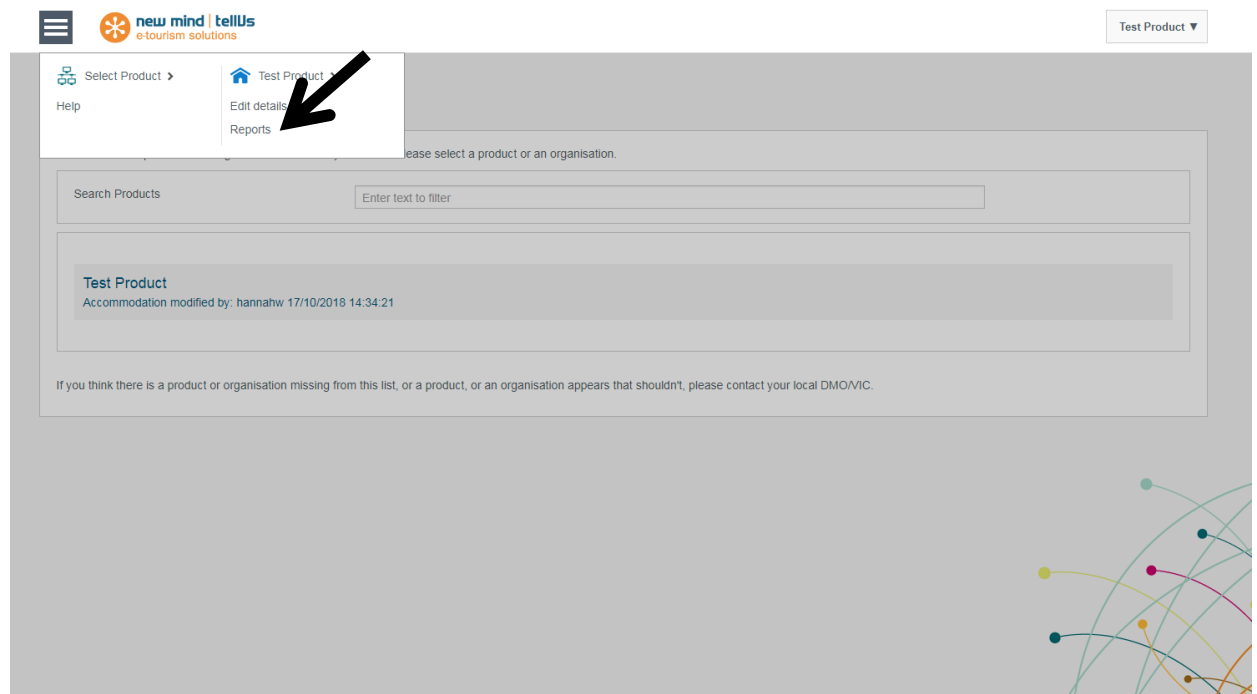 new mind | tellUs
e-tourism solutions
Test Product ▼
Select Product >
Test Product
Help
Edit details
Reports
ease select a product or an organisation.
Search Products
Enter text to filter
Test Product
Accommodation modified by: hannahw 17/10/2018 14:34:21
If you think there is a product or organisation missing from this list, or a product, or an organisation appears that shouldn't, please contact your local DMO/VIC.